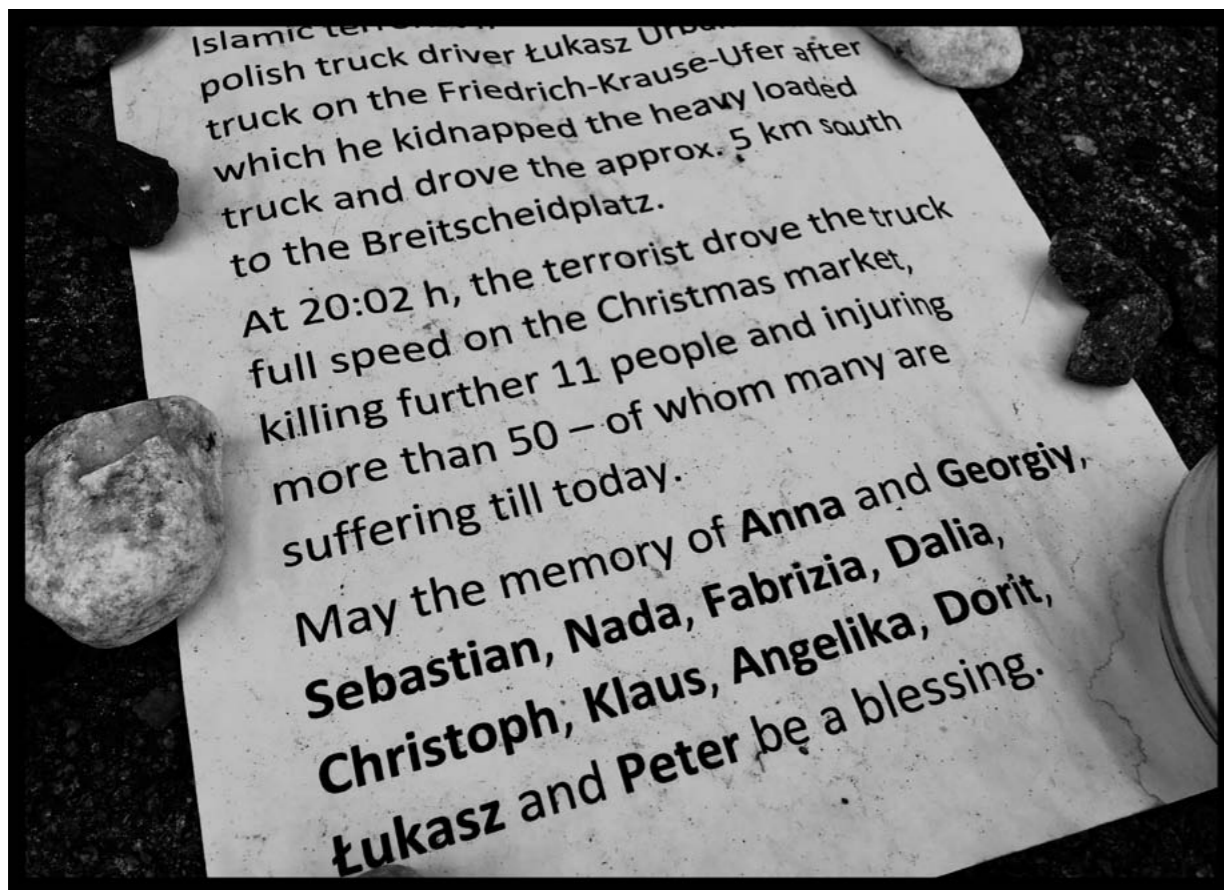 Islamic
polish truck driver Łukasz
truck on the Friedrich-Krause-Ufer after
which he kidnapped the heavy loaded
truck and drove the approx. 5 km south
to the Breitscheidplatz.
At 20:02 h, the terrorist drove the truck
full speed on the Christmas market,
killing further 11 people and injuring
more than 50 – of whom many are
suffering till today.
May the memory of Anna and Georgiy,
Sebastian, Nada, Fabrizia, Dalia,
Christoph, Klaus, Angelika, Dorit,
Łukasz and Peter be a blessing.